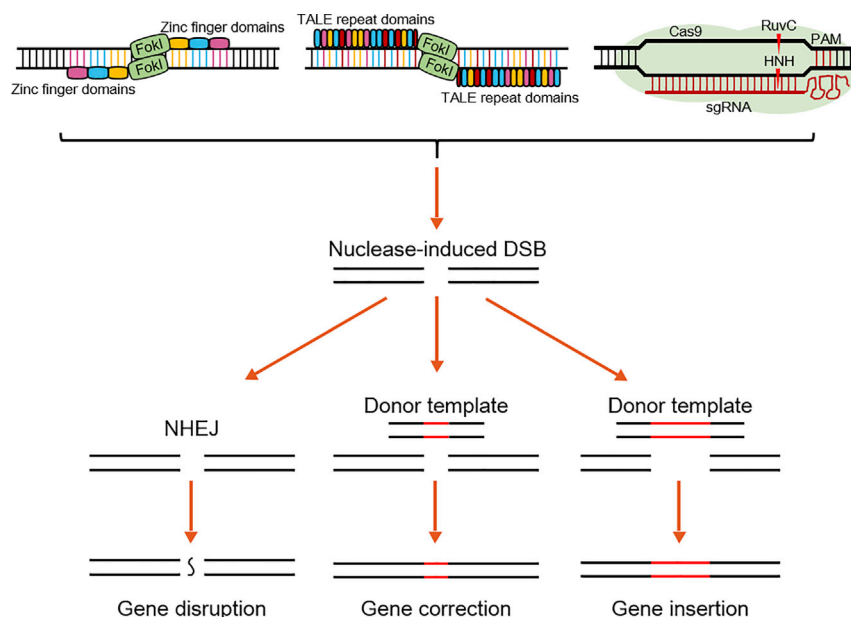 Zinc finger domains
FokI
FokI
Zinc finger domains
TALE repeat domains
FokI
FokI
TALE repeat domains
Cas9
RuvC
PAM
HNH
sgRNA
Nuclease-induced DSB
NHEJ
Donor template
Donor template
Gene disruption
Gene correction
Gene insertion